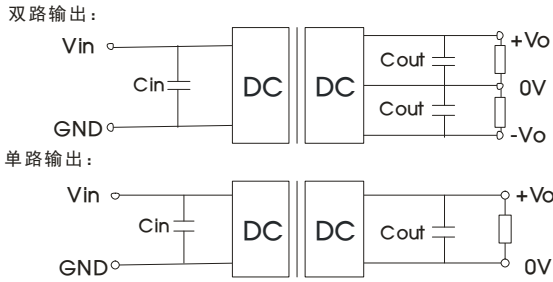 双路输出：
Vin
+Vo
Cout
Cin
DC
DC
0V
Cout
GND
-Vo
单路输出：
Vin
+Vo
Cin
DC
DC
Cout
GND
0V